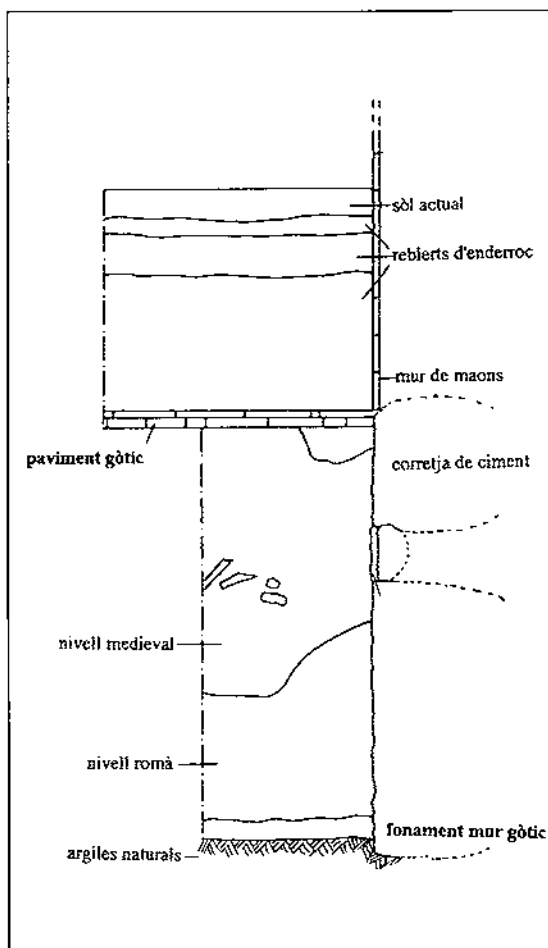 sòl actual
rebierts d'enderroc
mur de maons
paviment gòtic
corretja de ciment
nivell medieval
nivell romà
fonament mur gòtic
argiles naturals